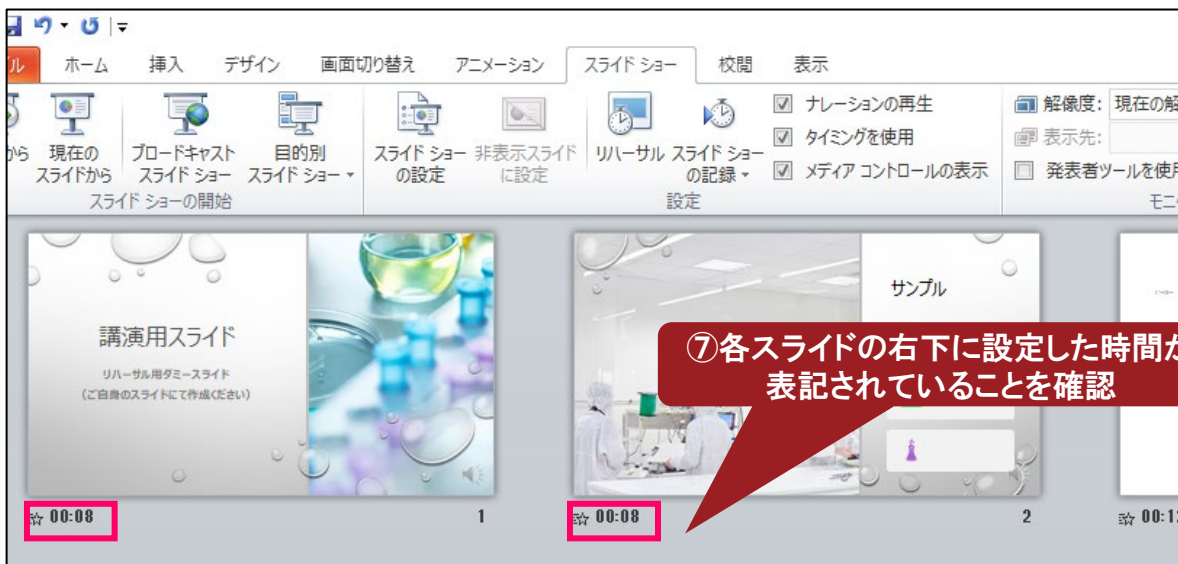 ル ホーム 挿入 デザイン 画面切り替え アニメーション スライド ショー 校閲 表示
から 現在の スライドから
ブロードキャスト スライド ショー
目的別 スライド ショー
スライド ショーの開始
スライド ショー の設定
非表示スライド に設定
リハーサル
スライド ショー の記録
ナレーションの再生
タイミングを使用
メディア コントロールの表示
設定
解像度: 現在の解
表示先:
発表者ツールを使用
モニ
講演用スライド
リハーサル用ダミースライド
(ご自身のスライドにて作成ください)
サンプル
⑦各スライドの右下に設定した時間が
表記されていることを確認
00:08 1
00:08 2
00:1